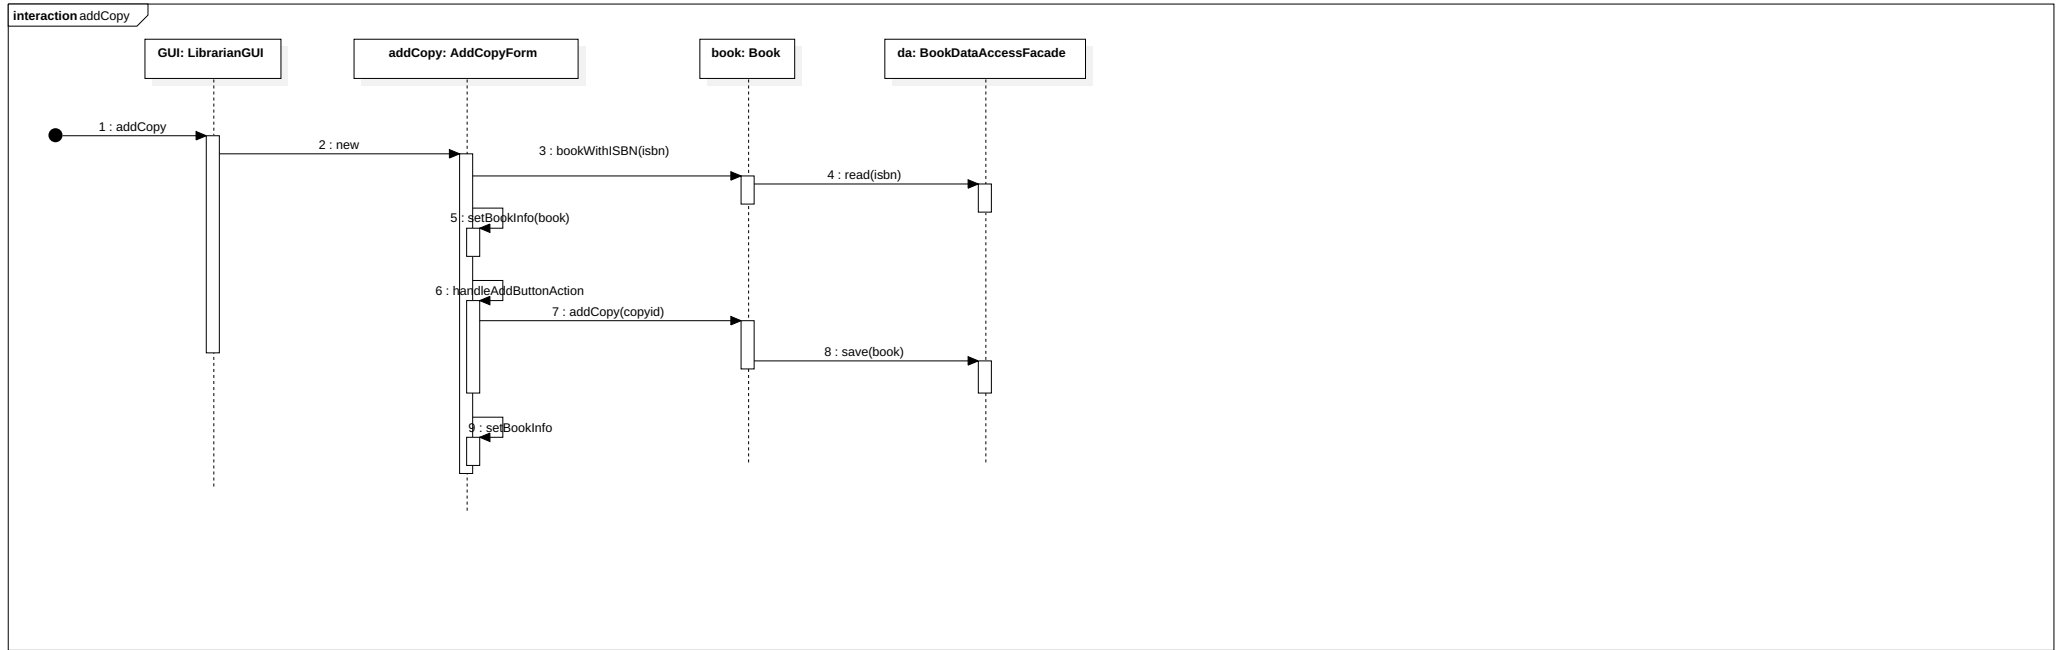 interaction addCopy
GUI: LibrarianGUI
addCopy: AddCopyForm
book: Book
da: BookDataAccessFacade
1 : addCopy
2 : new
3 : bookWithISBN(isbn)
4 : read(isbn)
5 : setBookInfo(book)
6 : handleAddButtonAction
7 : addCopy(copyid)
8 : save(book)
9 : setBookInfo